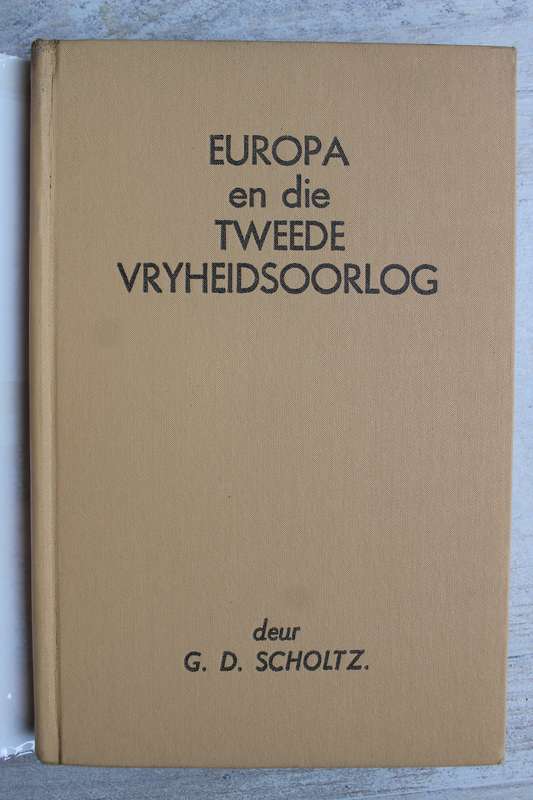 EUROPA
en die
TWEEDE
VRYHEIDSOORLOG
deur
G. D. SCHOLTZ.